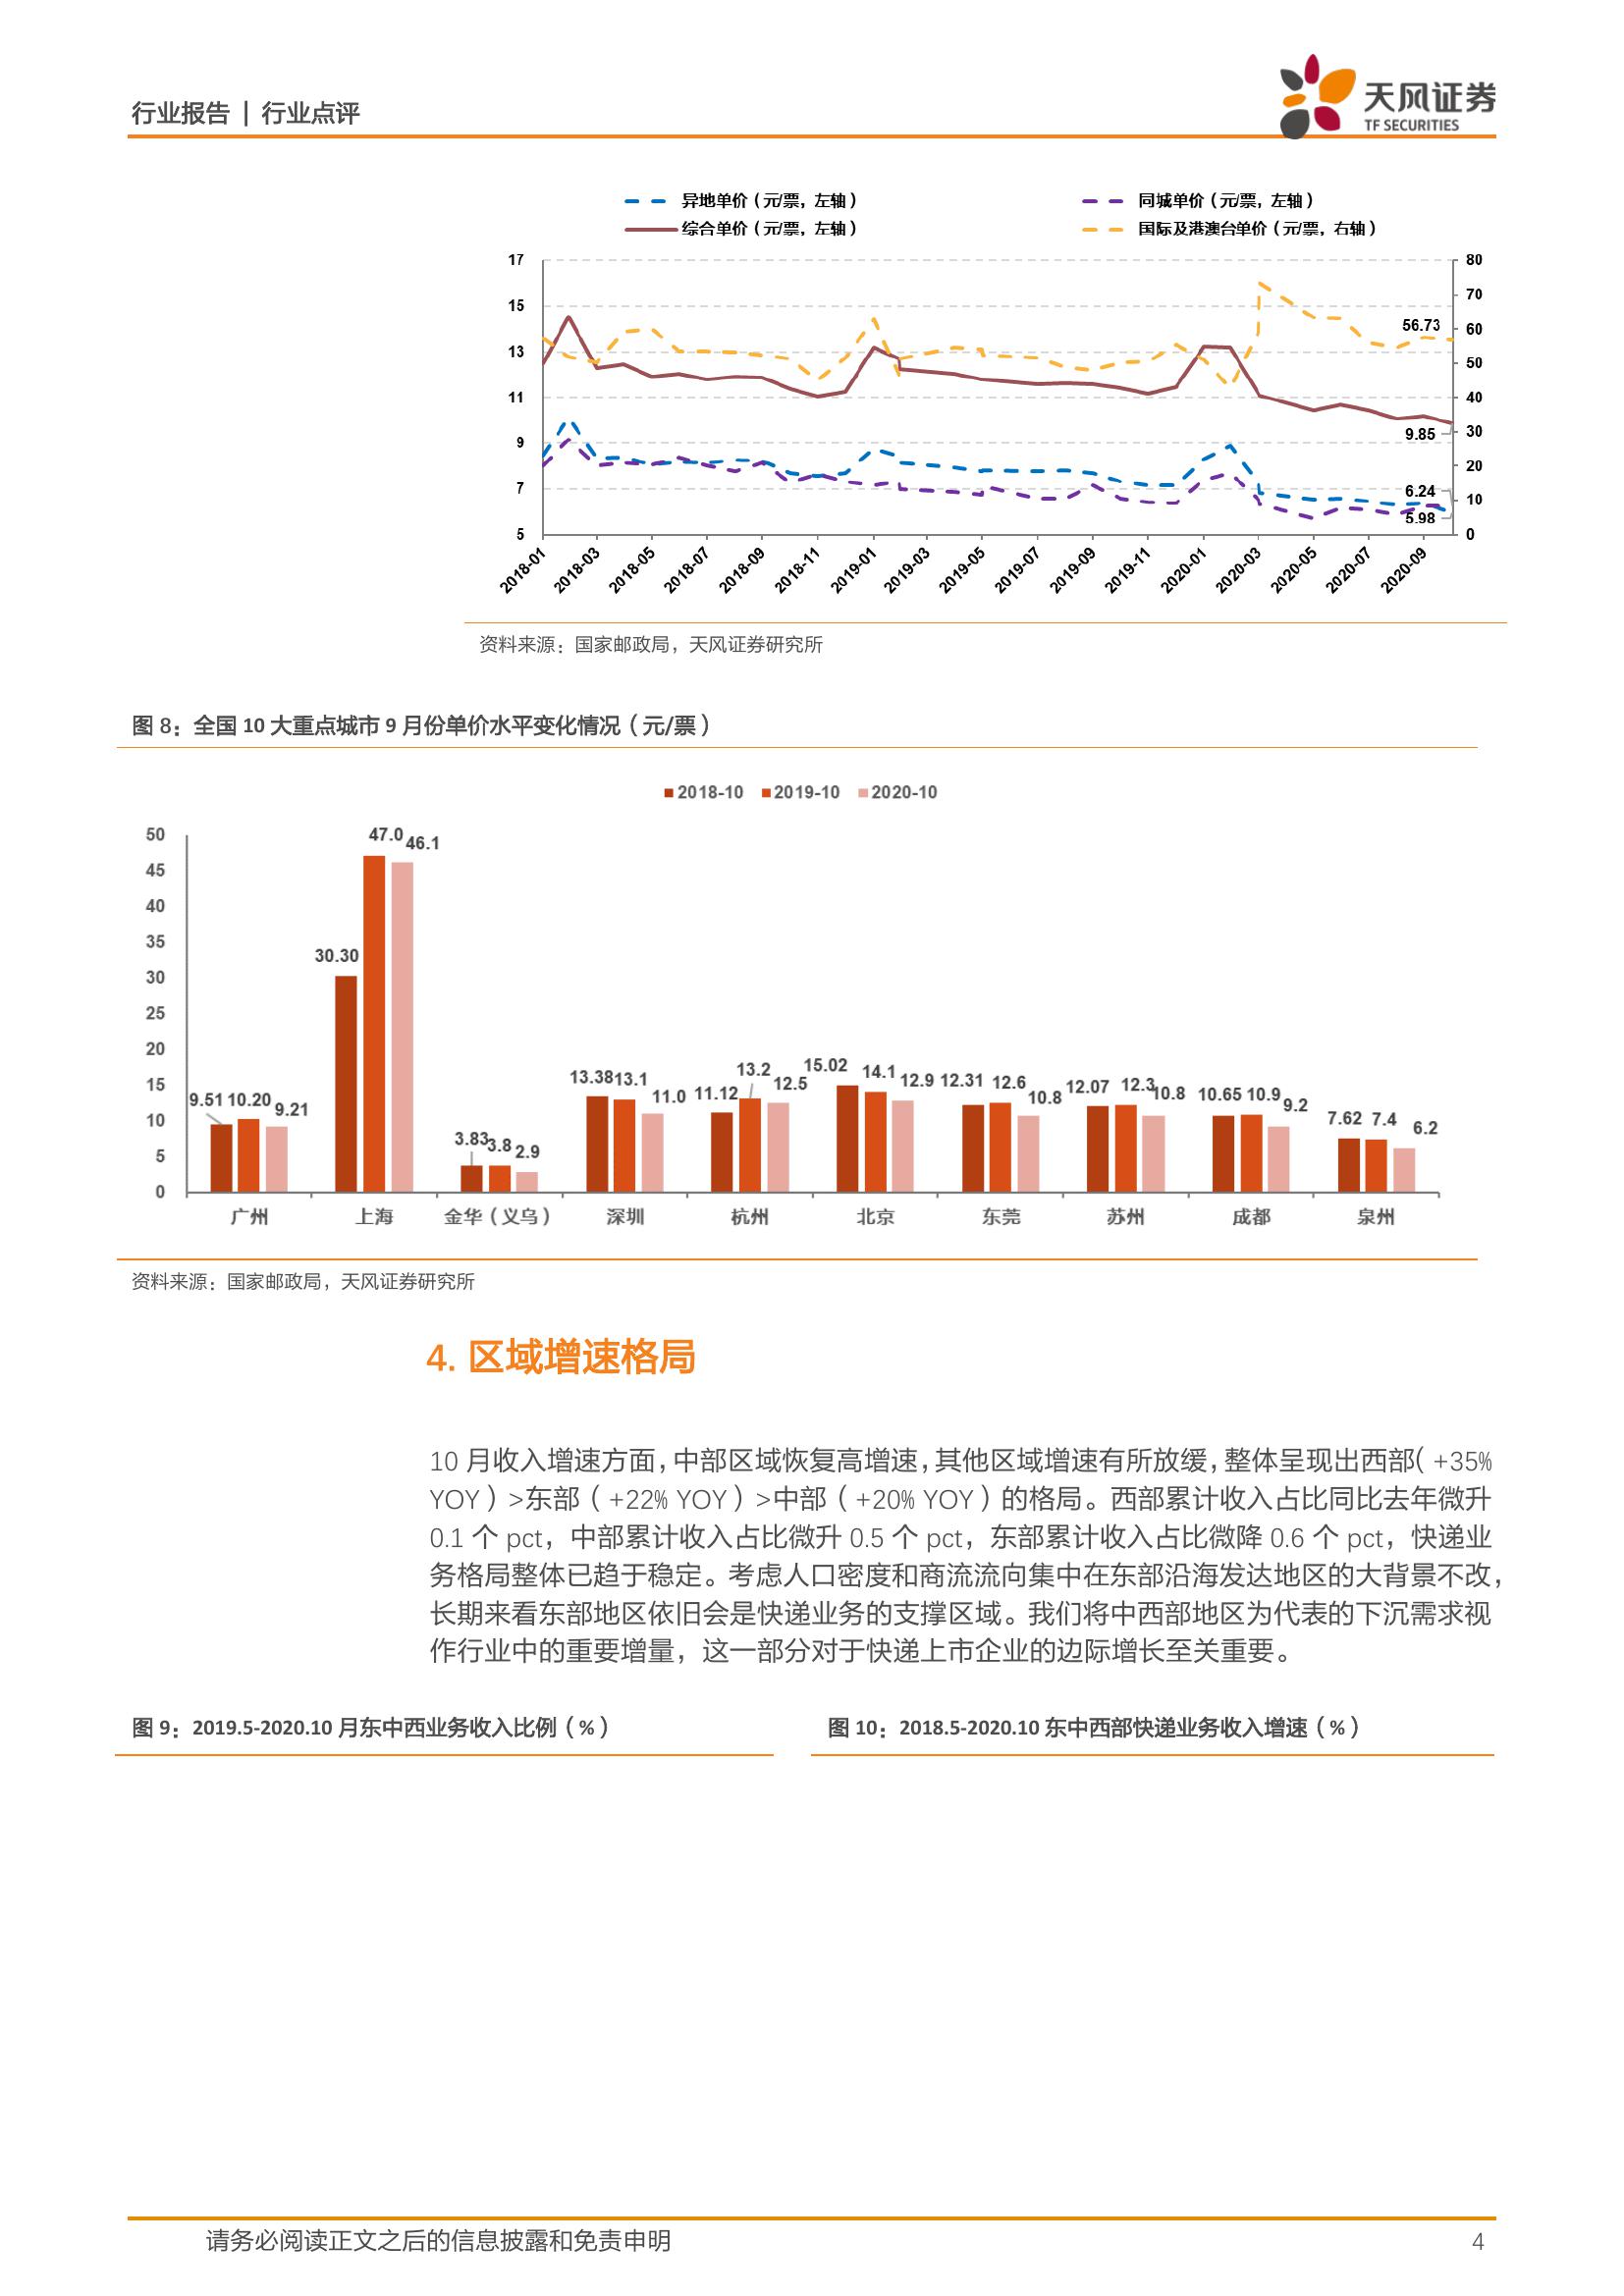 行业报告 | 行业点评
天风证券
TF SECURITIES
异地单价（元/票，左轴）
同城单价（元/票，左轴）
综合单价（元/票，左轴）
国际及港澳台单价（元/票，右轴）
17
15
13
11
9
7
5
80
70
60
50
40
30
20
10
0
56.73
9.85
6.24
5.98
2018-01
2018-03
2018-05
2018-07
2018-09
2018-11
2019-01
2019-03
2019-05
2019-07
2019-09
2019-11
2020-01
2020-03
2020-05
2020-07
2020-09
资料来源：国家邮政局，天风证券研究所
图 8：全国 10 大重点城市 9 月份单价水平变化情况（元/票）
2018-10 2019-10 2020-10
50
45
40
35
30
25
20
15
10
5
0
9.51 10.20 9.21
30.30 47.0 46.1
3.83 3.8 2.9
13.38 13.1 11.0
11.12 13.2 12.5
15.02 14.1 12.9
12.31 12.6 10.8
12.07 12.3 10.8
10.65 10.9 9.2
7.62 7.4 6.2
广州 上海 金华（义乌） 深圳 杭州 北京 东莞 苏州 成都 泉州
资料来源：国家邮政局，天风证券研究所
4. 区域增速格局
10 月收入增速方面，中部区域恢复高增速，其他区域增速有所放缓，整体呈现出西部（+35%
YOY）>东部（+22% YOY）>中部（+20% YOY）的格局。西部累计收入占比同比去年微升
0.1 个 pct，中部累计收入占比微升 0.5 个 pct，东部累计收入占比微降 0.6 个 pct，快递业
务格局整体已趋于稳定。考虑人口密度和商流流向集中在东部沿海发达地区的大背景不改，
长期来看东部地区依旧会是快递业务的支撑区域。我们将中西部地区为代表的下沉需求视
作行业中的重要增量，这一部分对于快递上市企业的边际增长至关重要。
图 9：2019.5-2020.10 月东中西业务收入比例（%）
图 10：2018.5-2020.10 东中西部快递业务收入增速（%）
请务必阅读正文之后的信息披露和免责申明
4